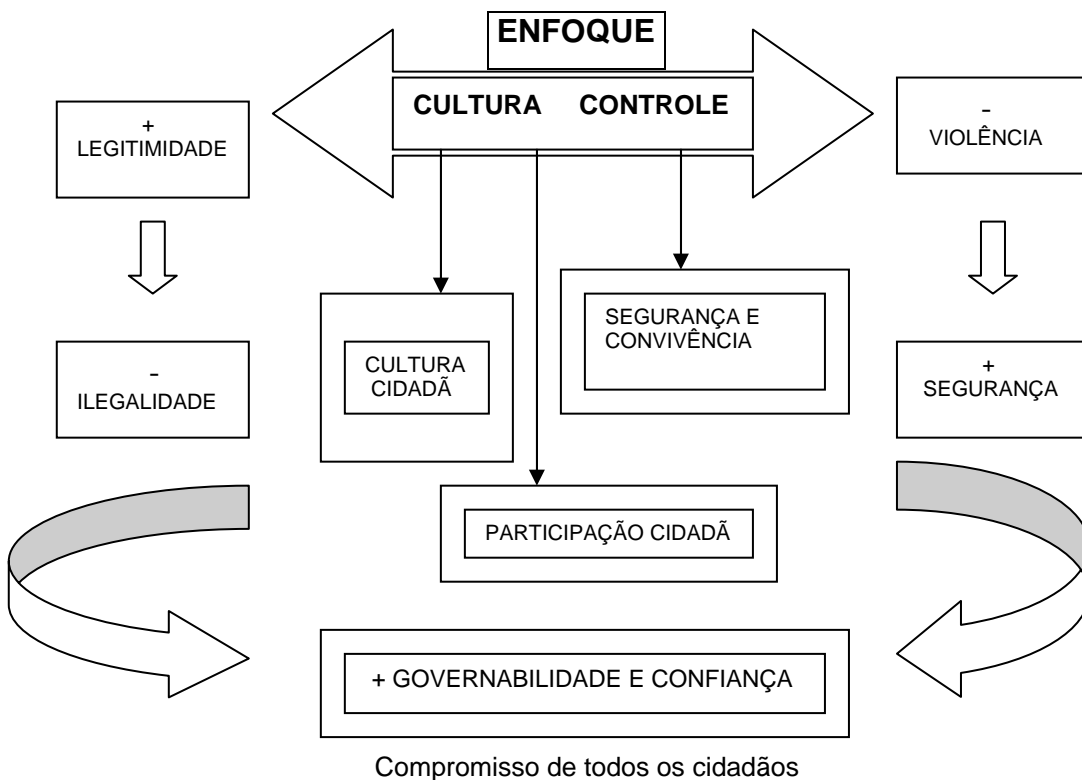 ENFOQUE
CULTURA CONTROLE
+
LEGITIMIDADE
-
VIOLÊNCIA
-
ILEGALIDADE
CULTURA
CIDADÃ
SEGURANÇA E
CONVIVÊNCIA
+
SEGURANÇA
PARTICIPAÇÃO CIDADÃ
+ GOVERNABILIDADE E CONFIANÇA
Compromisso de todos os cidadãos